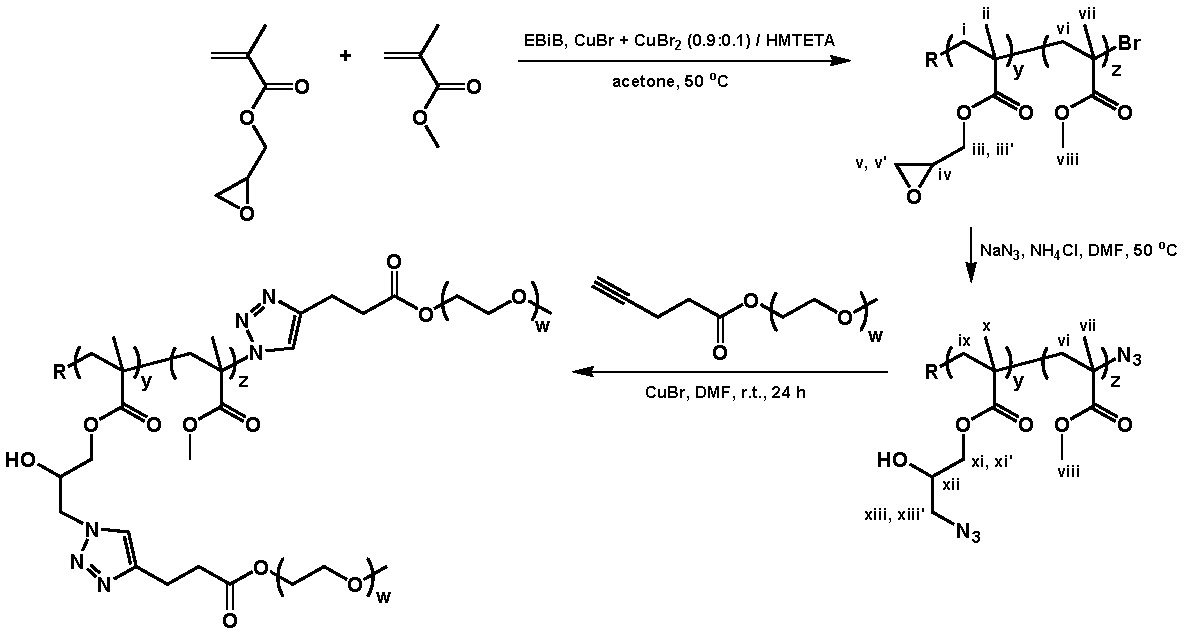 EBiB, CuBr + CuBr2 (0.9:0.1) / HMTETA
acetone, 50 °C
+
O
O
O
O
O
i
ii
vi
vii
Br
R
y
z
O
O
O
O
iii, iii'
v, v'
iv
viii
O
NaN3, NH4Cl, DMF, 50 °C
O
O
O
w
N
N
N
R
y
z
O
O
O
O
HO
N
N
N
O
O
O
w
O
O
O
w
CuBr, DMF, r.t., 24 h
ix
x
vi
vii
N3
R
y
z
O
O
O
O
HO
xi, xi'
xii
viii
xiii, xiii'
N3